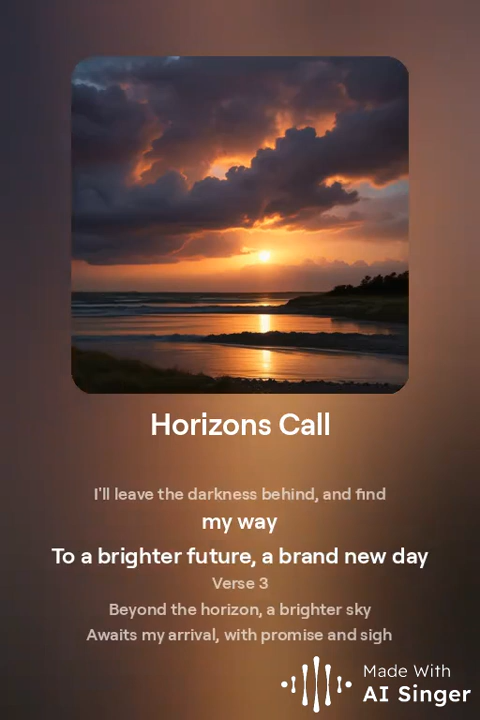 Horizons Call
I'll leave the darkness behind, and find
my way
To a brighter future, a brand new day
Verse 3
Beyond the horizon, a brighter sky
Awaits my arrival, with promise and sigh
Made With
AI Singer